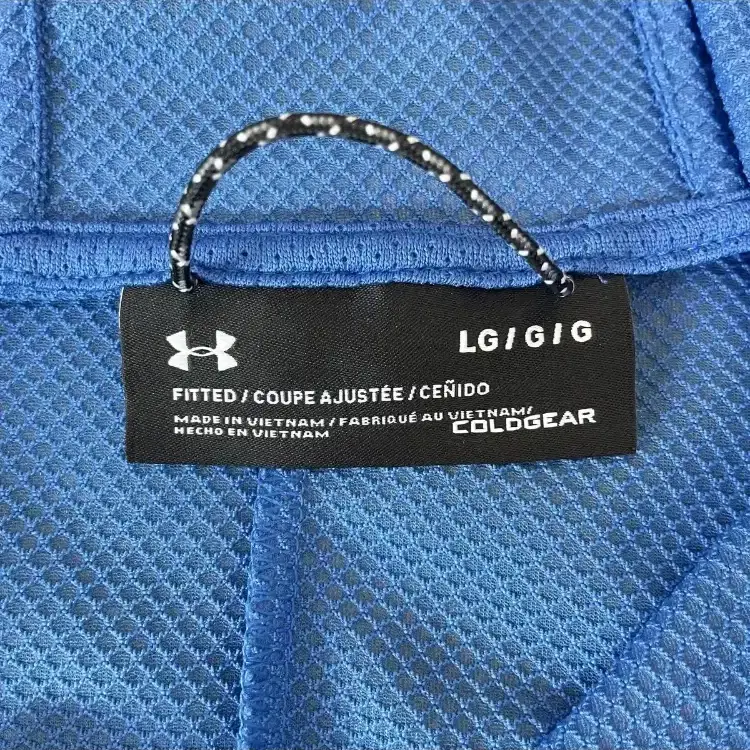 LG / G / G
FITTED / COUPE AJUSTÉE / CEÑIDO
MADE IN VIETNAM / FABRIQUÉ AU VIETNAM/
HECHO EN VIETNAM
COLDGEAR